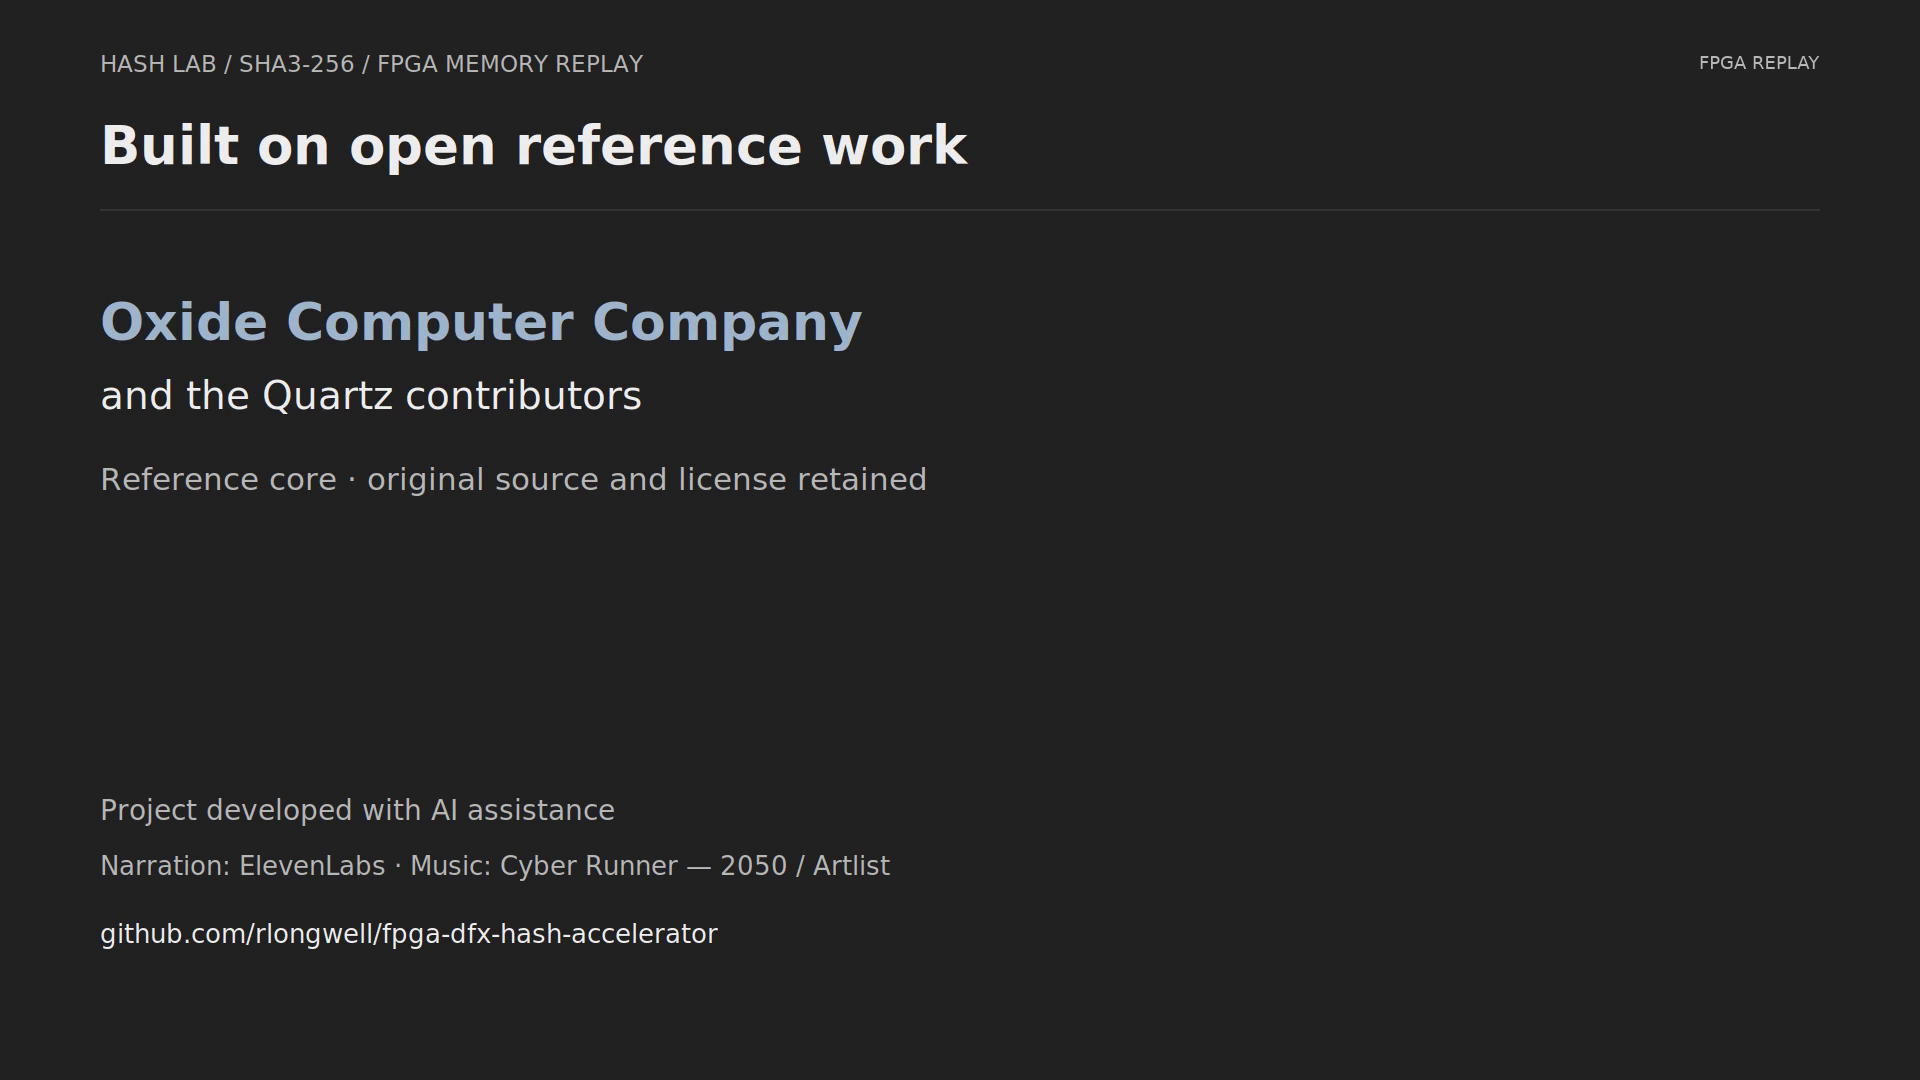 HASH LAB / SHA3-256 / FPGA MEMORY REPLAY
FPGA REPLAY
Built on open reference work
Oxide Computer Company
and the Quartz contributors
Reference core · original source and license retained
Project developed with AI assistance
Narration: ElevenLabs · Music: Cyber Runner — 2050 / Artlist
github.com/rlongwell/fpga-dfx-hash-accelerator